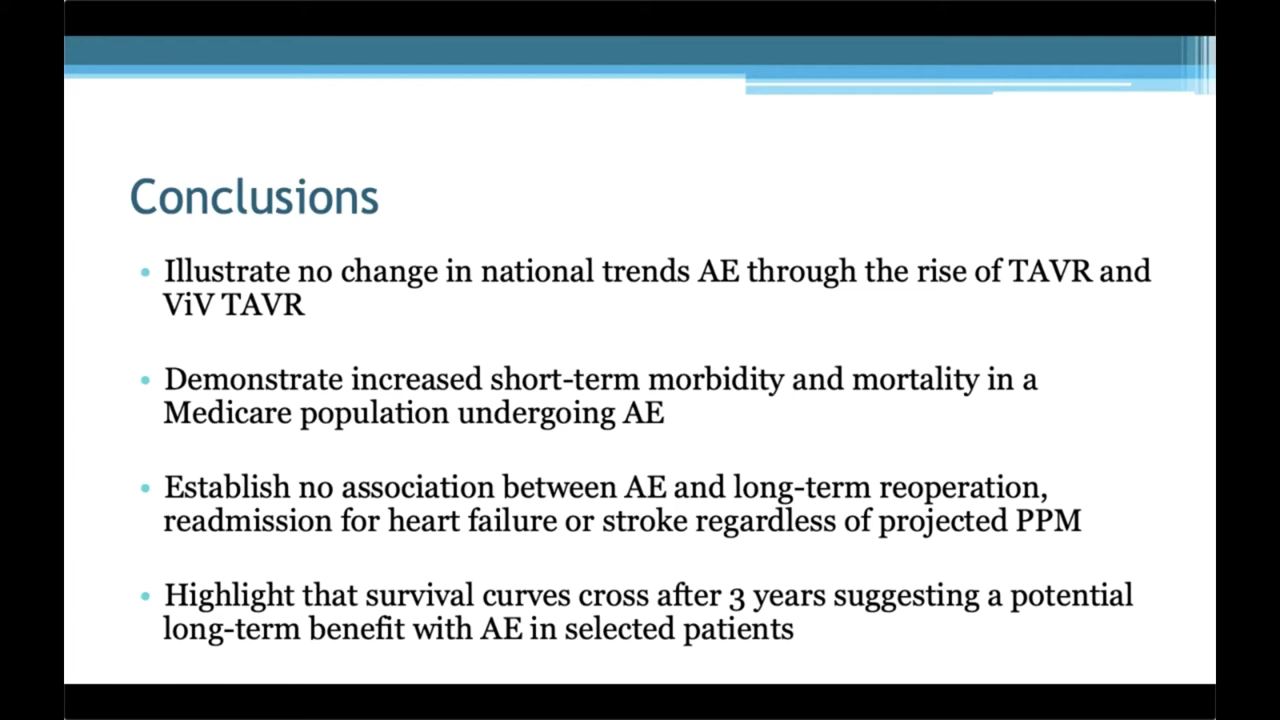 Conclusions
• Illustrate no change in national trends AE through the rise of TAVR and
ViV TAVR
• Demonstrate increased short-term morbidity and mortality in a
Medicare population undergoing AE
• Establish no association between AE and long-term reoperation,
readmission for heart failure or stroke regardless of projected PPM
• Highlight that survival curves cross after 3 years suggesting a potential
long-term benefit with AE in selected patients